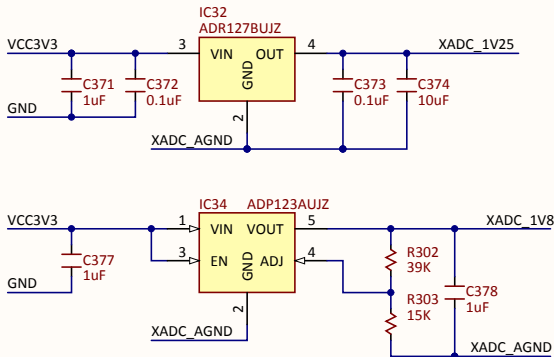 IC32
ADR127BUJZ
VCC3V3
3
VIN
OUT
4
XADC_1V25
GND
C371
1uF
C372
0.1uF
C373
0.1uF
C374
10uF
GND
2
XADC_AGND
IC34
ADP123AUJZ
VCC3V3
1
VIN
VOUT
5
XADC_1V8
3
EN
GND
ADJ
4
R302
39K
C377
1uF
R303
15K
C378
1uF
GND
2
XADC_AGND
XADC_AGND